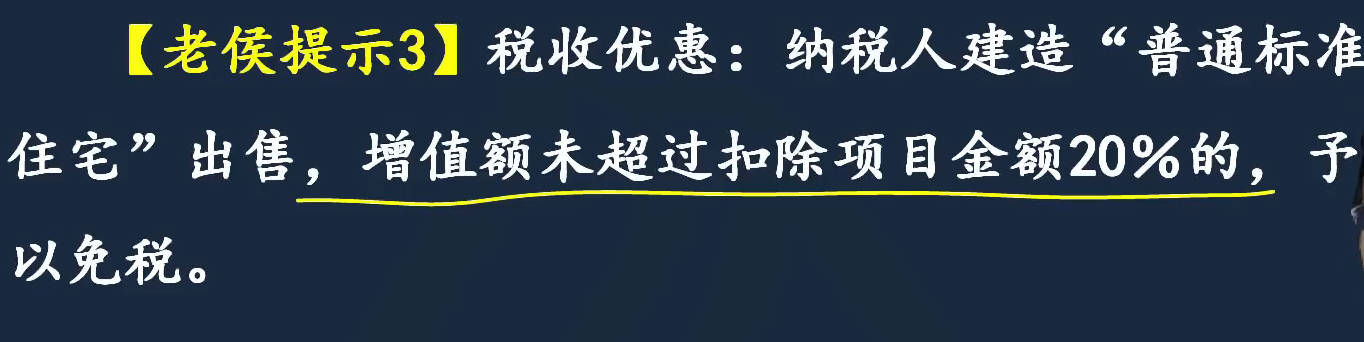 【老侯提示3】税收优惠：纳税人建造“普通标准
住宅”出售，增值额未超过扣除项目金额20%的，予
以免税。